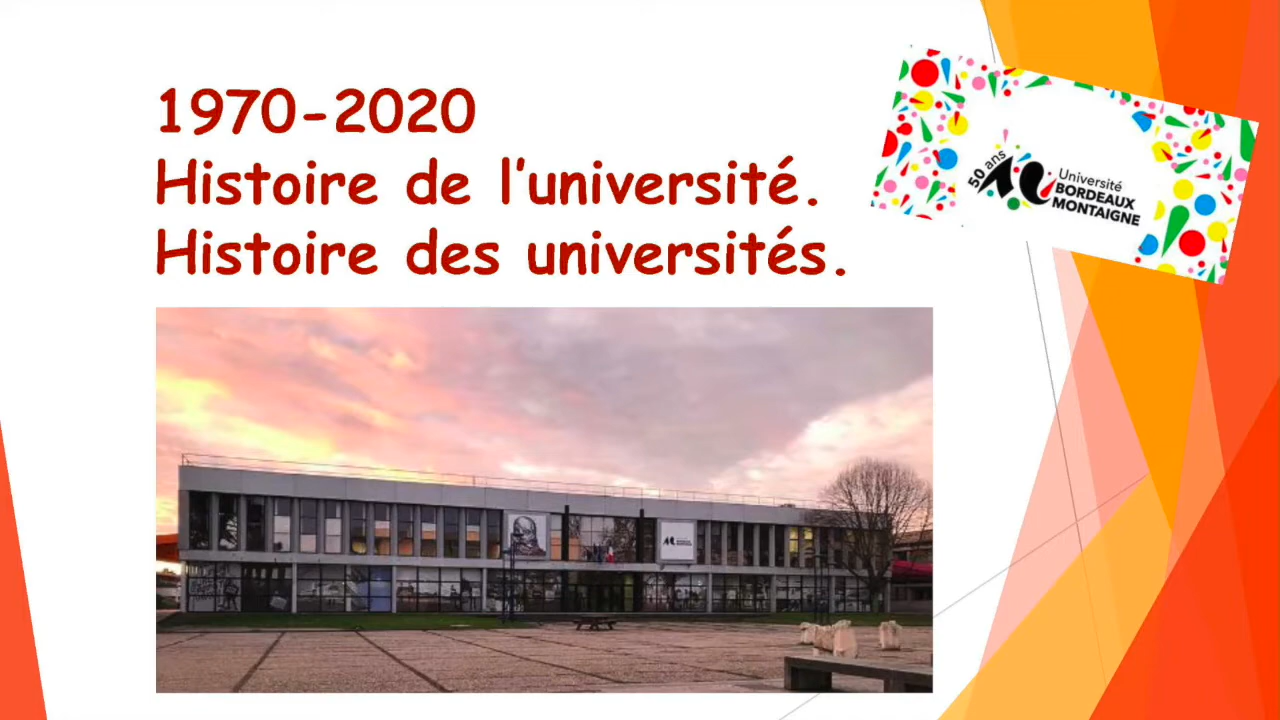 1970-2020
Histoire de l'université.
Histoire des universités.
50 ans
Université
BORDEAUX
MONTAIGNE